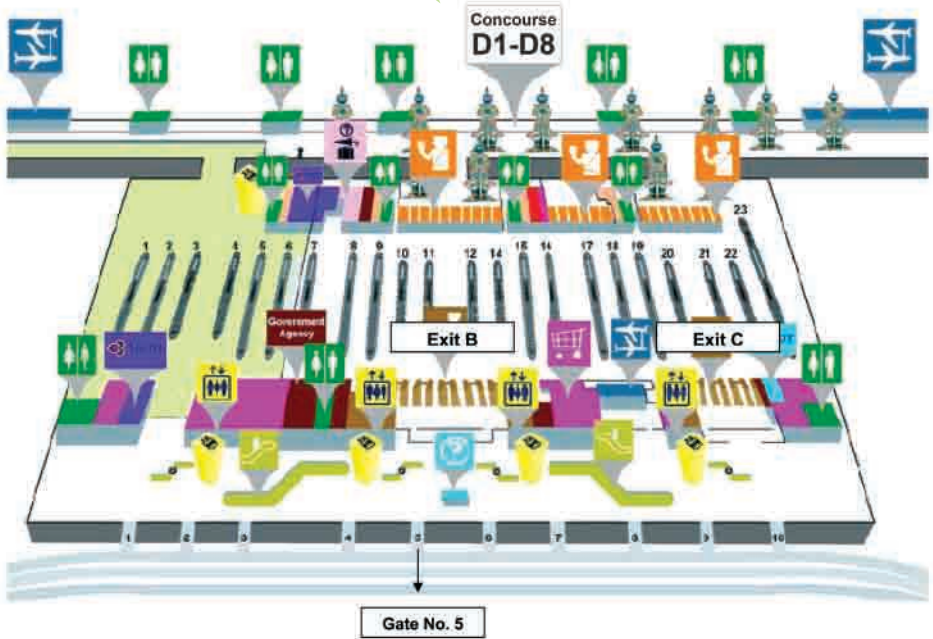 Concourse
D1-D8
23
1 2 3 4 5 6 7 8 9 10 11 12 14 15 17 18 19 20 21 22
Government
Agency
Exit B
Exit C
1 2 3 4 5 6 7 8 9 10
Gate No. 5